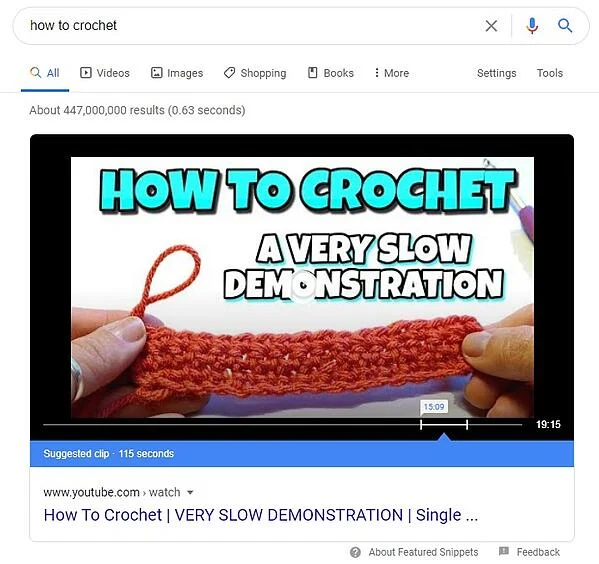 how to crochet
All Videos Images Shopping Books More Settings Tools
About 447,000,000 results (0.63 seconds)
HOW TO CROCHET
A VERY SLOW
DEMONSTRATION
15:09
19:15
Suggested clip · 115 seconds
www.youtube.com › watch
How To Crochet | VERY SLOW DEMONSTRATION | Single ...
About Featured Snippets Feedback